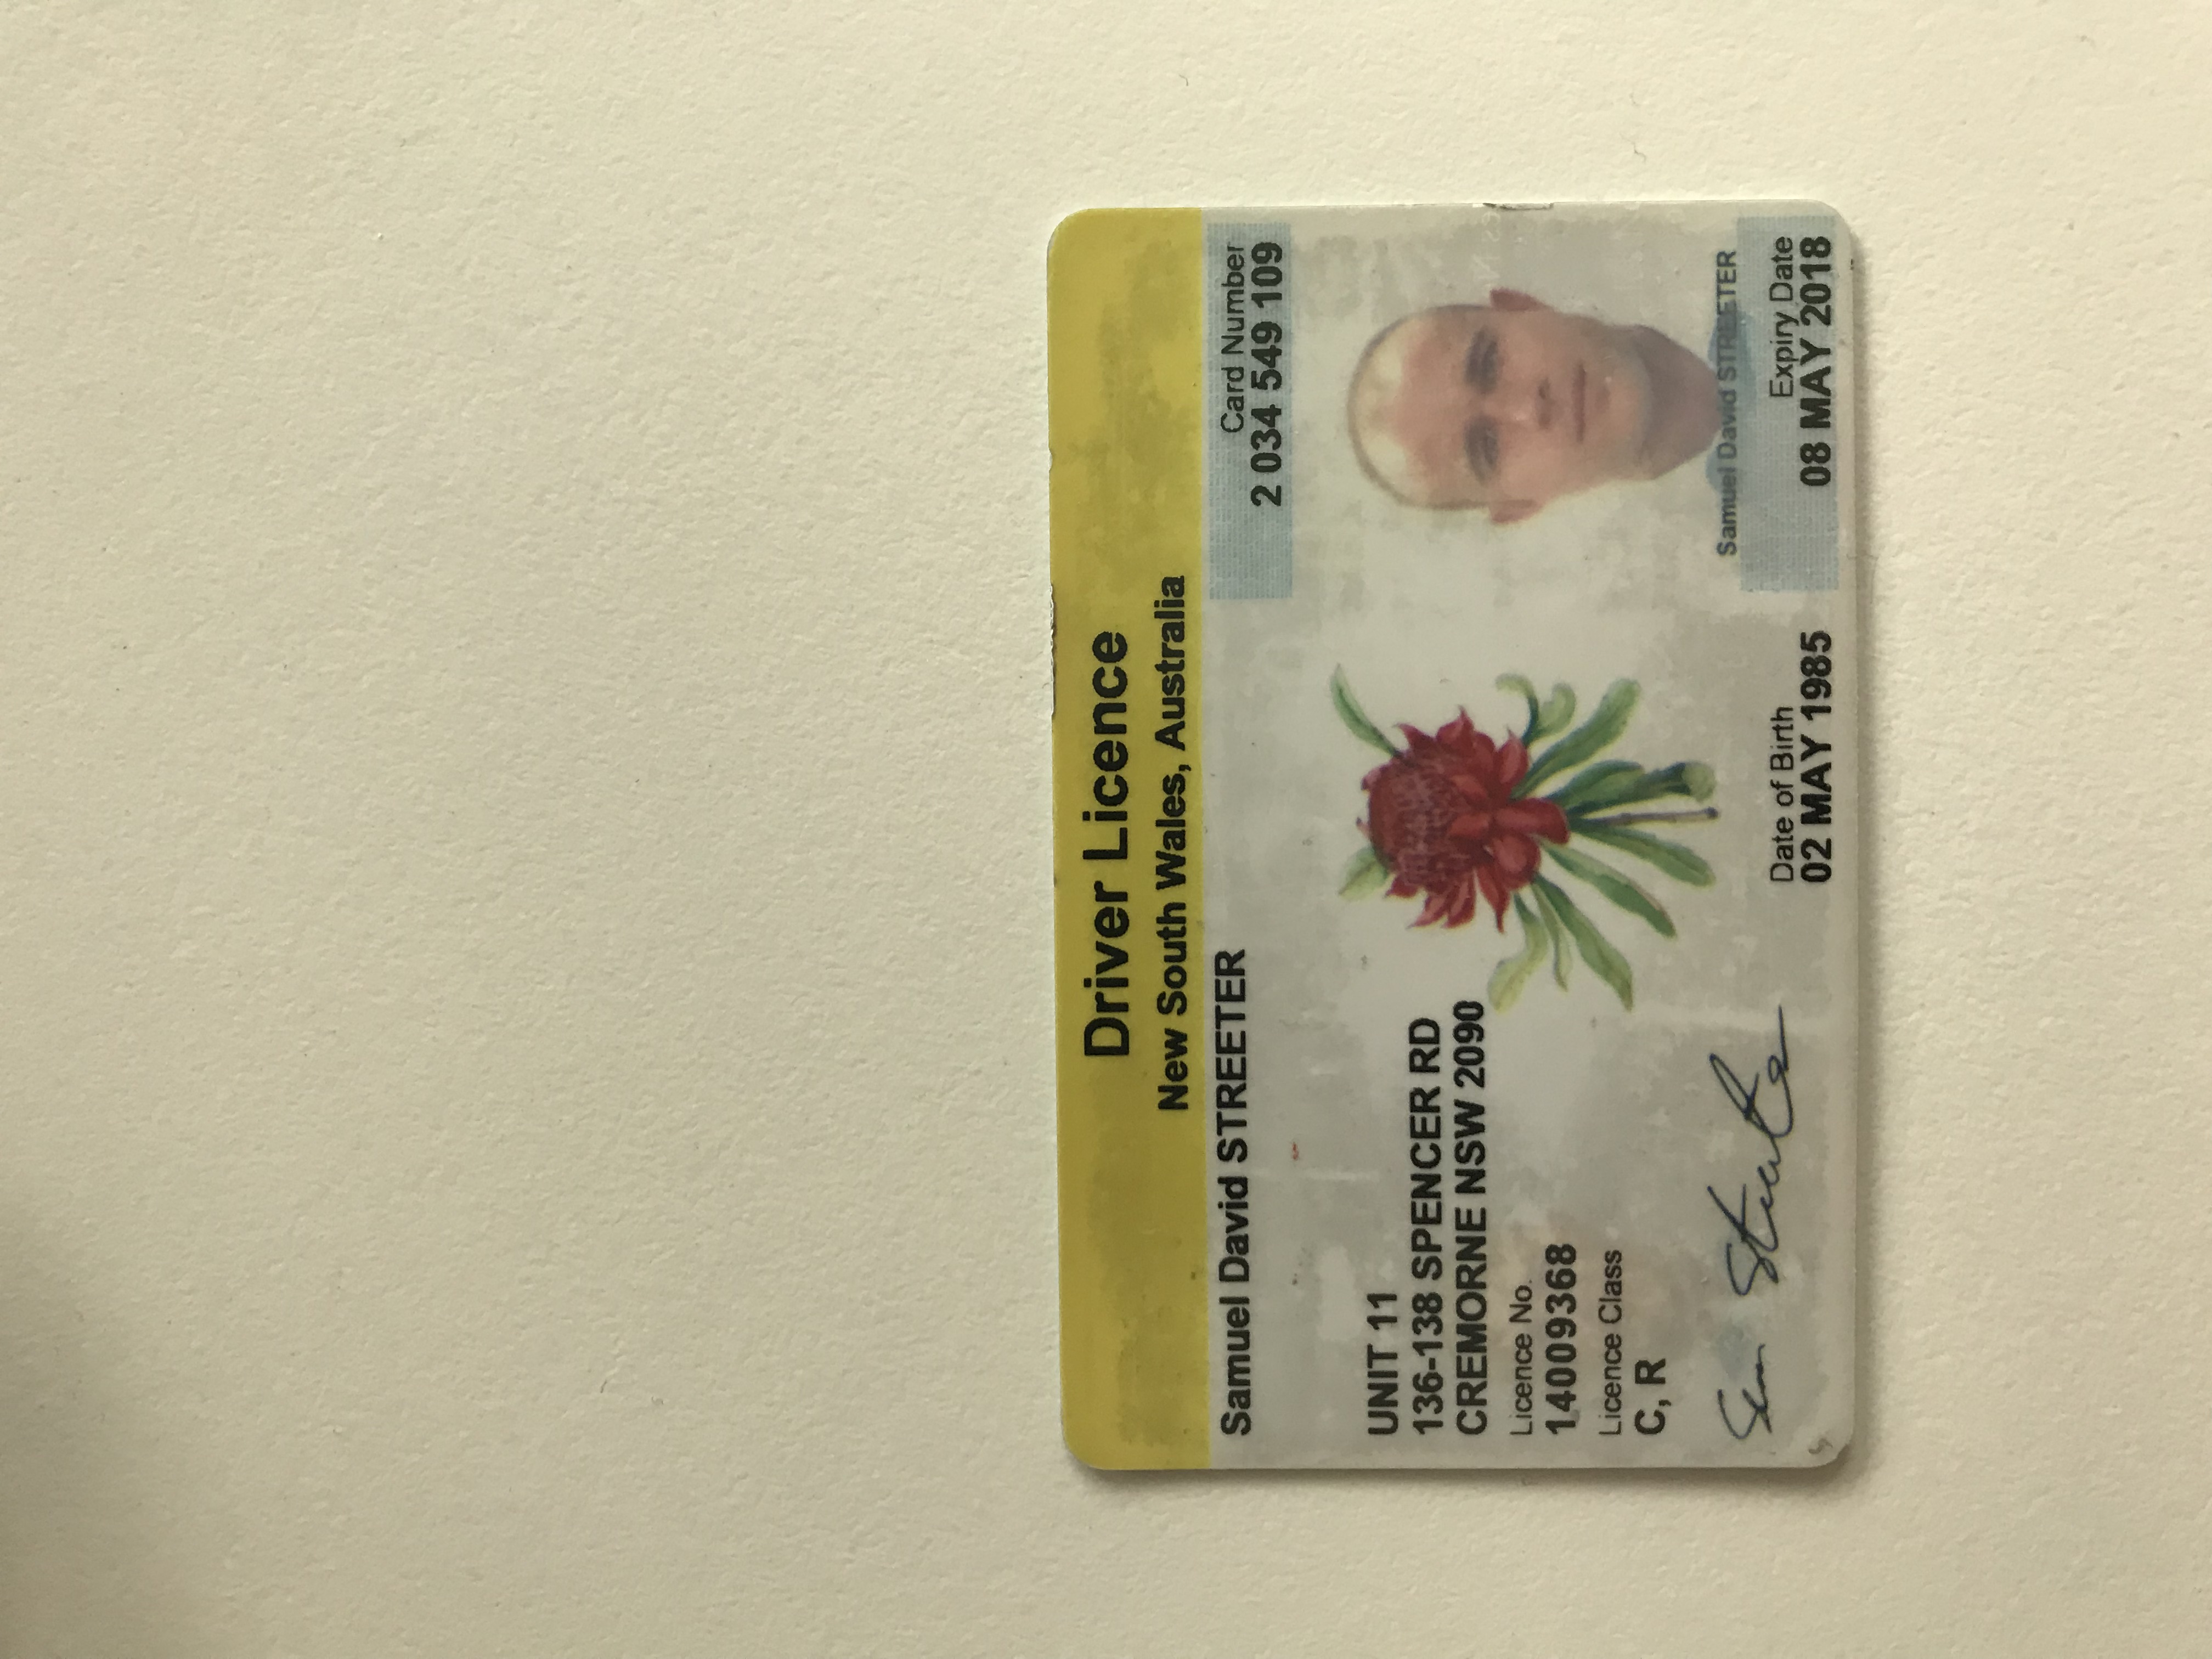 Driver Licence
New South Wales, Australia
Samuel David STREETER
Card Number
2 034 549 109
UNIT 11
136-138 SPENCER RD
CREMORNE NSW 2090
Licence No.
14009368
Licence Class
C, R
Sam Streeter
Samuel David STREETER
Date of Birth
02 MAY 1985
Expiry Date
08 MAY 2018